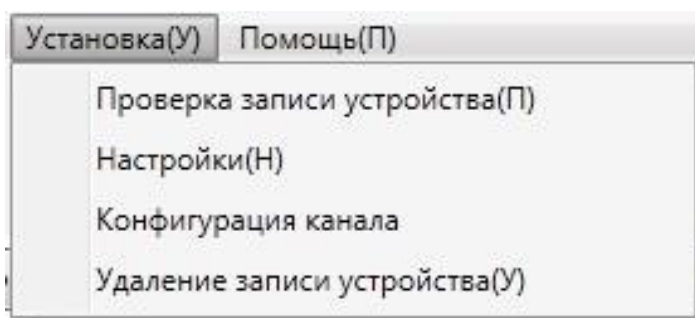 Установка(У) Помощь(П)
Проверка записи устройства(П)
Настройки(Н)
Конфигурация канала
Удаление записи устройства(У)